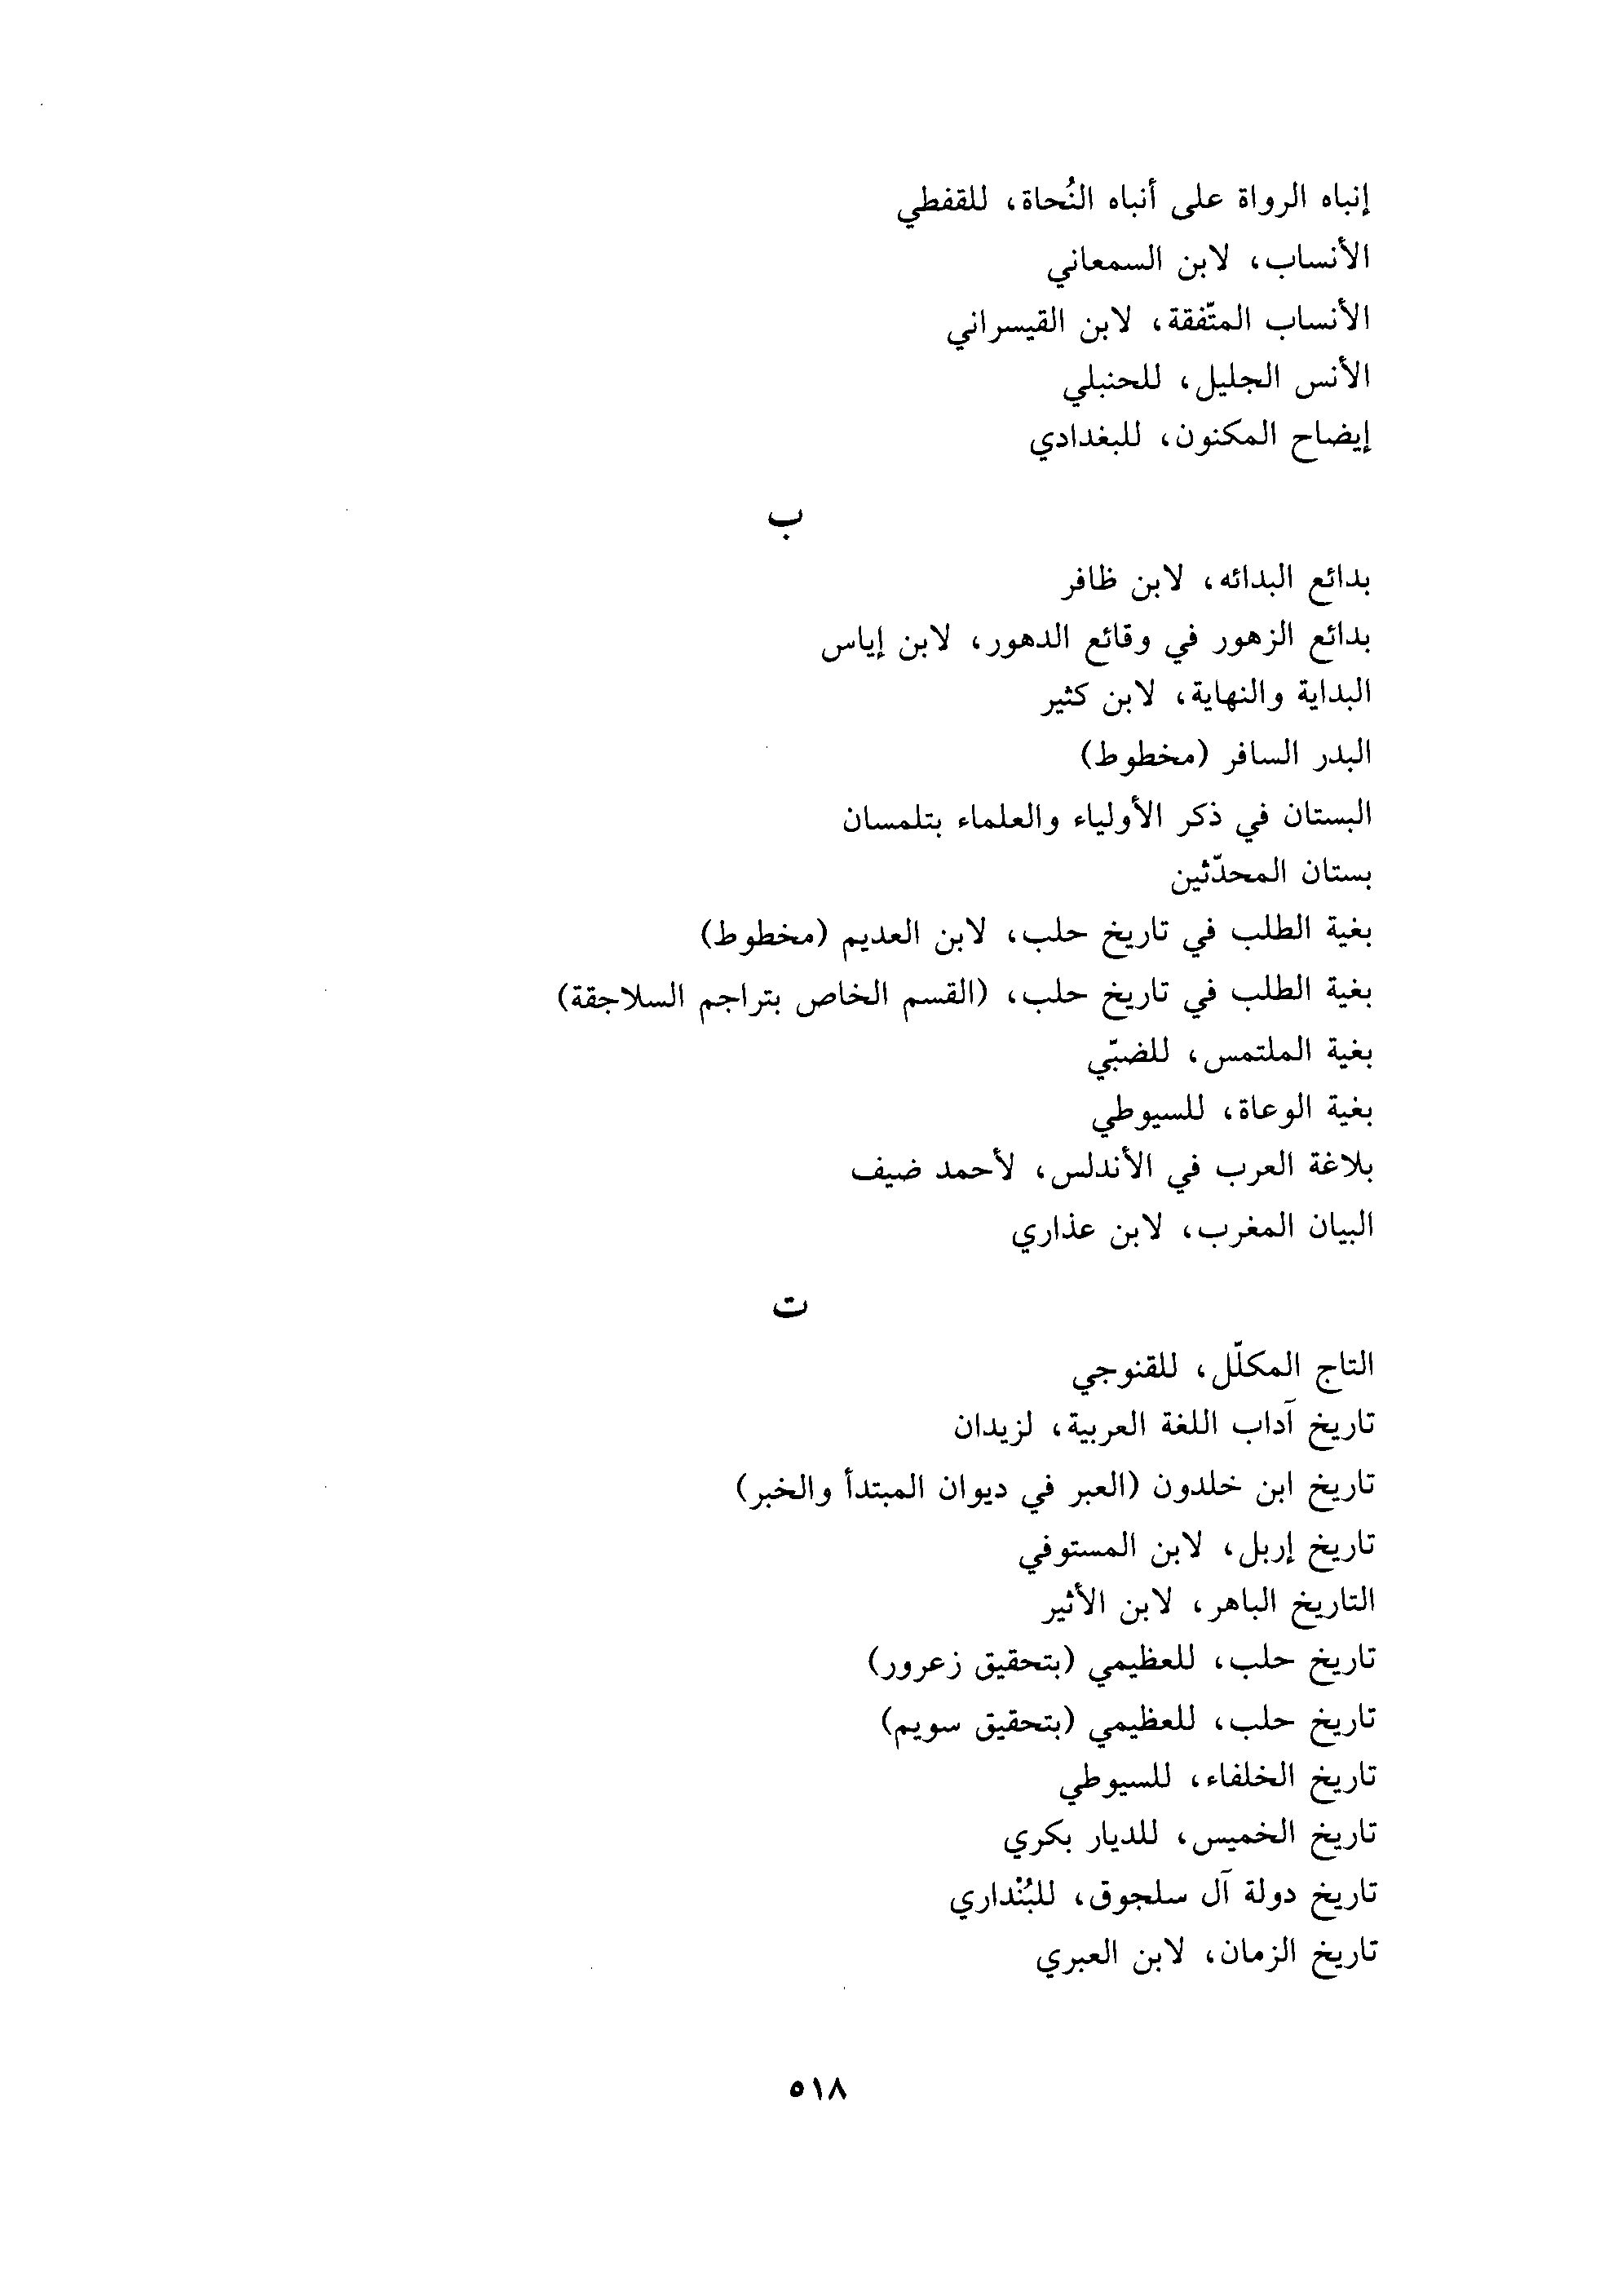 إنباه الرواة على أنباه النُحاة، للقفطي
الأنساب، لابن السمعاني
الأنساب المتّفقة، لابن القيسراني
الأنس الجليل، للحنبلي
إيضاح المكنون، للبغدادي
ب
بدائع البدائه، لابن ظافر
بدائع الزهور في وقائع الدهور، لابن إياس
البداية والنهاية، لابن كثير
البدر السافر (مخطوط)
البستان في ذكر الأولياء والعلماء بتلمسان
بستان المحدّثين
بغية الطلب في تاريخ حلب، لابن العديم (مخطوط)
بغية الطلب في تاريخ حلب، (القسم الخاص بتراجم السلاجقة)
بغية الملتمس، للضبّي
بغية الوعاة، للسيوطي
بلاغة العرب في الأندلس، لأحمد ضيف
البيان المغرب، لابن عذاري
ت
التاج المكلّل، للقنوجي
تاريخ آداب اللغة العربية، لزيدان
تاريخ ابن خلدون (العبر في ديوان المبتدأ والخبر)
تاريخ إربل، لابن المستوفي
التاريخ الباهر، لابن الأثير
تاريخ حلب، للعظيمي (بتحقيق زعرور)
تاريخ حلب، للعظيمي (بتحقيق سويم)
تاريخ الخلفاء، للسيوطي
تاريخ الخميس، للديار بكري
تاريخ دولة آل سلجوق، للبُنْداري
تاريخ الزمان، لابن العبري
٥١٨